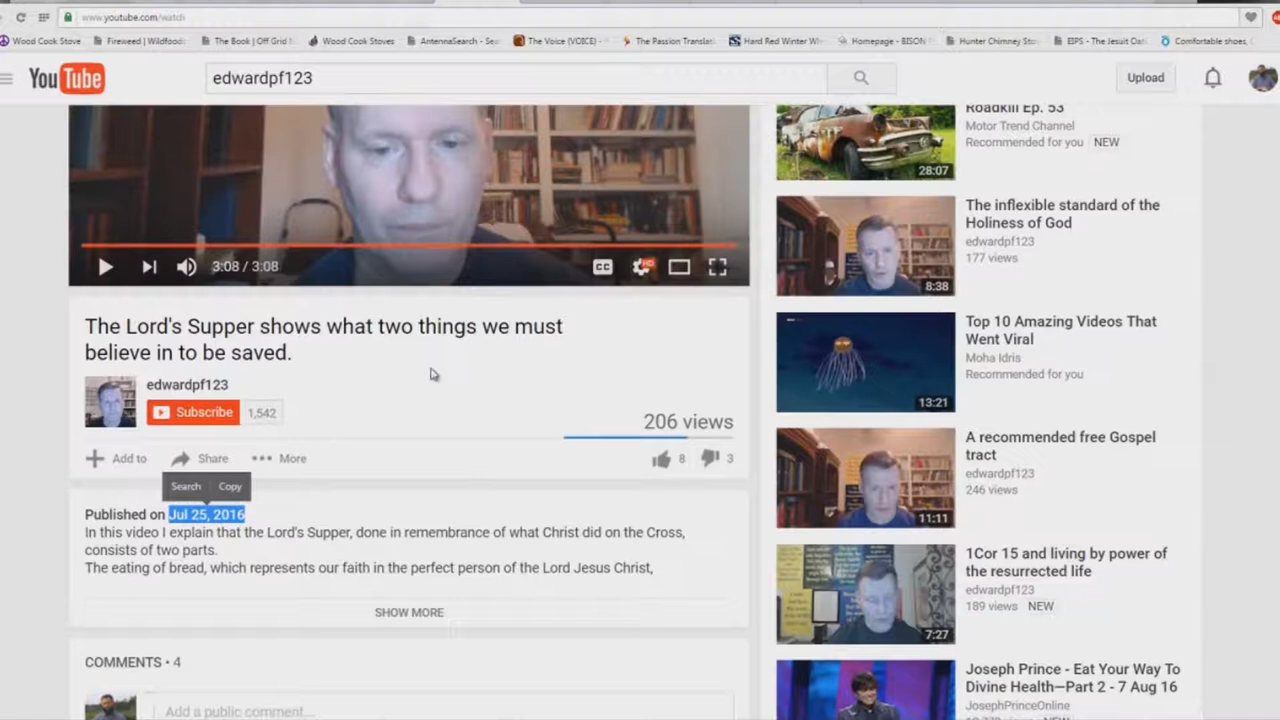 www.youtube.com/watch
Wood Cook Stove
Fireweed | Wildfoods
The Book | Off Grid
Wood Cook Stoves
AntennaSearch - Sea
The Voice (VOICE) -
The Passion Translati
Hard Red Winter W
Homepage - BISON
Hunter Chimney Sto
EIPS - The Jesuit Oat
Comfortable shoes,
YouTube
edwardpf123
Upload
3:08 / 3:08
CC
HD
The Lord's Supper shows what two things we must
believe in to be saved.
edwardpf123
Subscribe
1,542
206 views
Add to
Share
More
8
3
Search
Copy
Published on Jul 25, 2016
In this video I explain that the Lord's Supper, done in remembrance of what Christ did on the Cross,
consists of two parts.
The eating of bread, which represents our faith in the perfect person of the Lord Jesus Christ,
SHOW MORE
COMMENTS • 4
Add a public comment...
Roadkill Ep. 53
Motor Trend Channel
Recommended for you NEW
28:07
The inflexible standard of the
Holiness of God
edwardpf123
177 views
8:38
Top 10 Amazing Videos That
Went Viral
Moha Idris
Recommended for you
13:21
A recommended free Gospel
tract
edwardpf123
246 views
11:11
1Cor 15 and living by power of
the resurrected life
edwardpf123
189 views NEW
7:27
Joseph Prince - Eat Your Way To
Divine Health—Part 2 - 7 Aug 16
JosephPrinceOnline